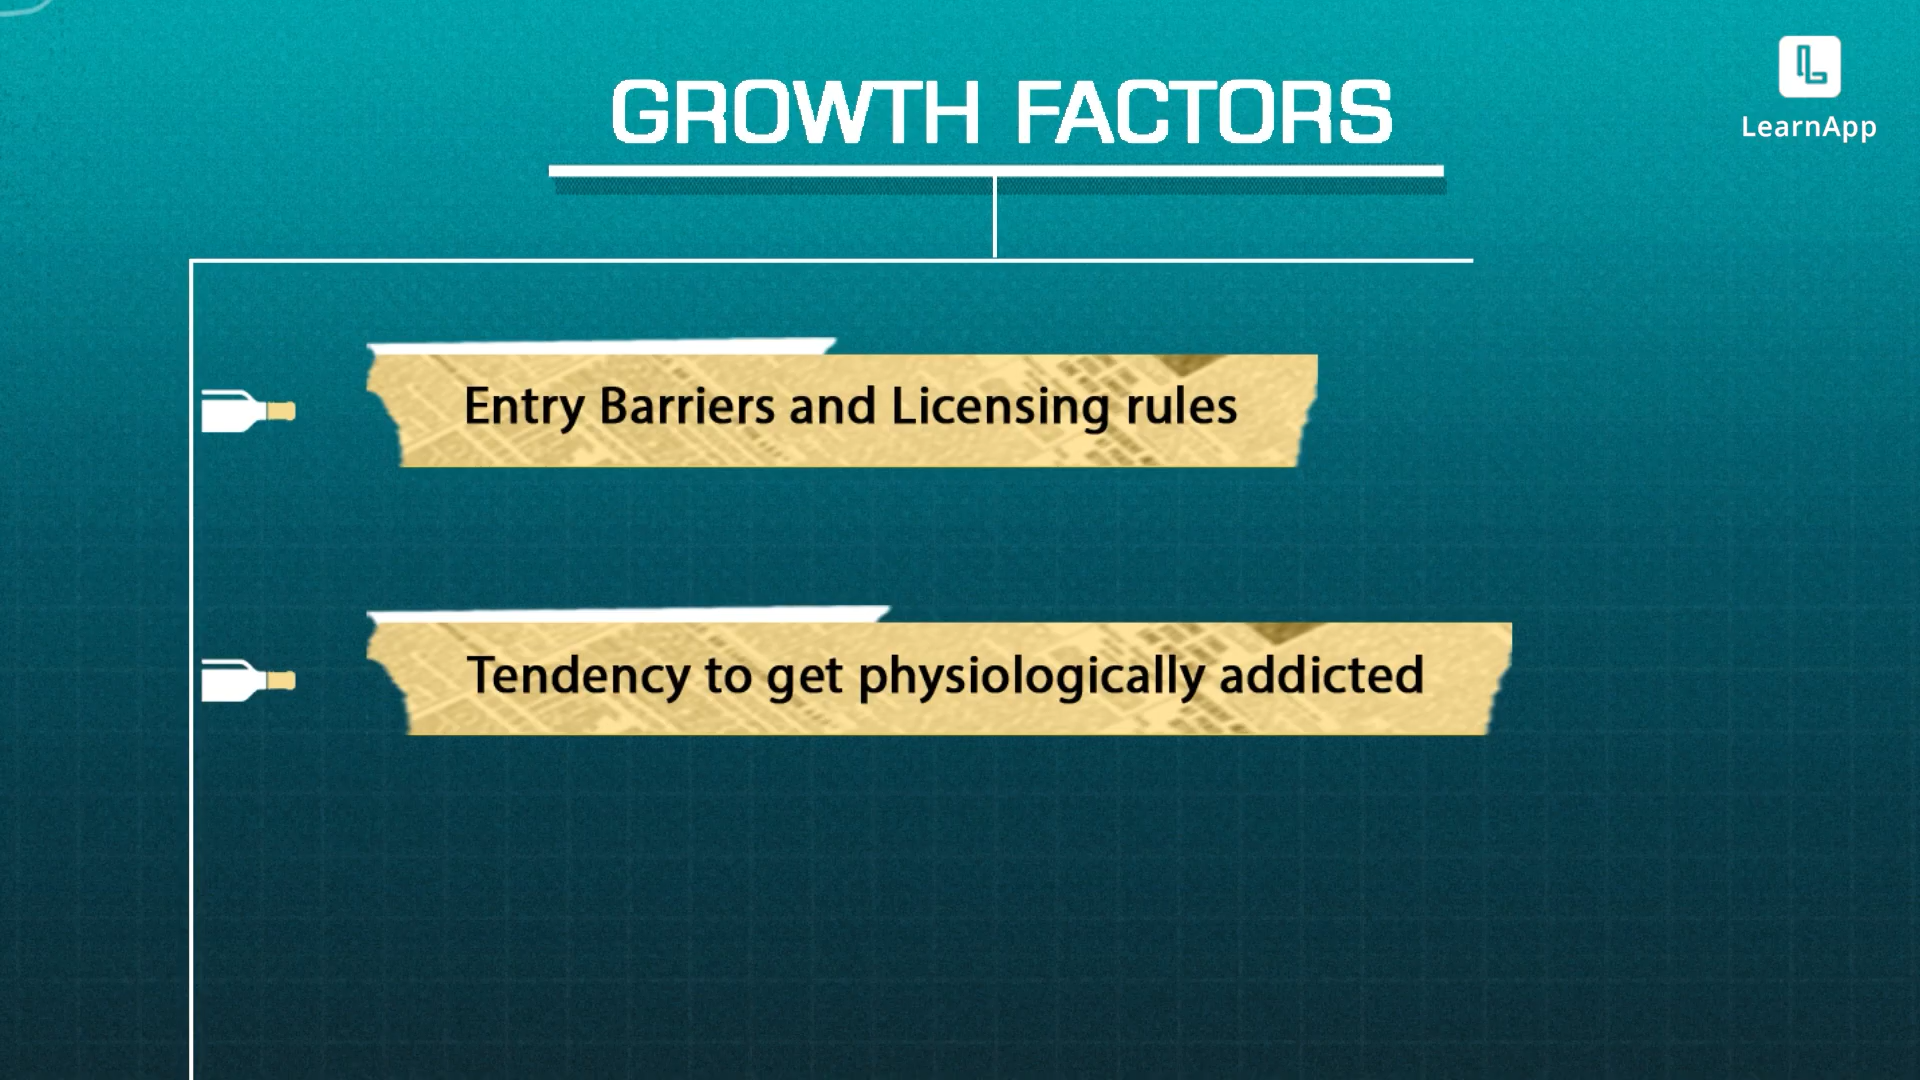 GROWTH FACTORS
LearnApp
Entry Barriers and Licensing rules
Tendency to get physiologically addicted